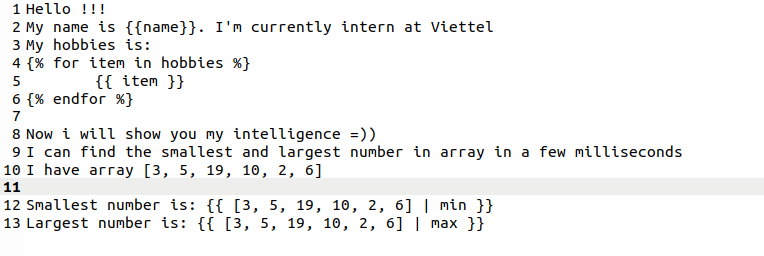 1 Hello !!!
2 My name is {{name}}. I'm currently intern at Viettel
3 My hobbies is:
4 {% for item in hobbies %}
5         {{ item }}
6 {% endfor %}
7
8 Now i will show you my intelligence =))
9 I can find the smallest and largest number in array in a few milliseconds
10 I have array [3, 5, 19, 10, 2, 6]
11
12 Smallest number is: {{ [3, 5, 19, 10, 2, 6] | min }}
13 Largest number is: {{ [3, 5, 19, 10, 2, 6] | max }}